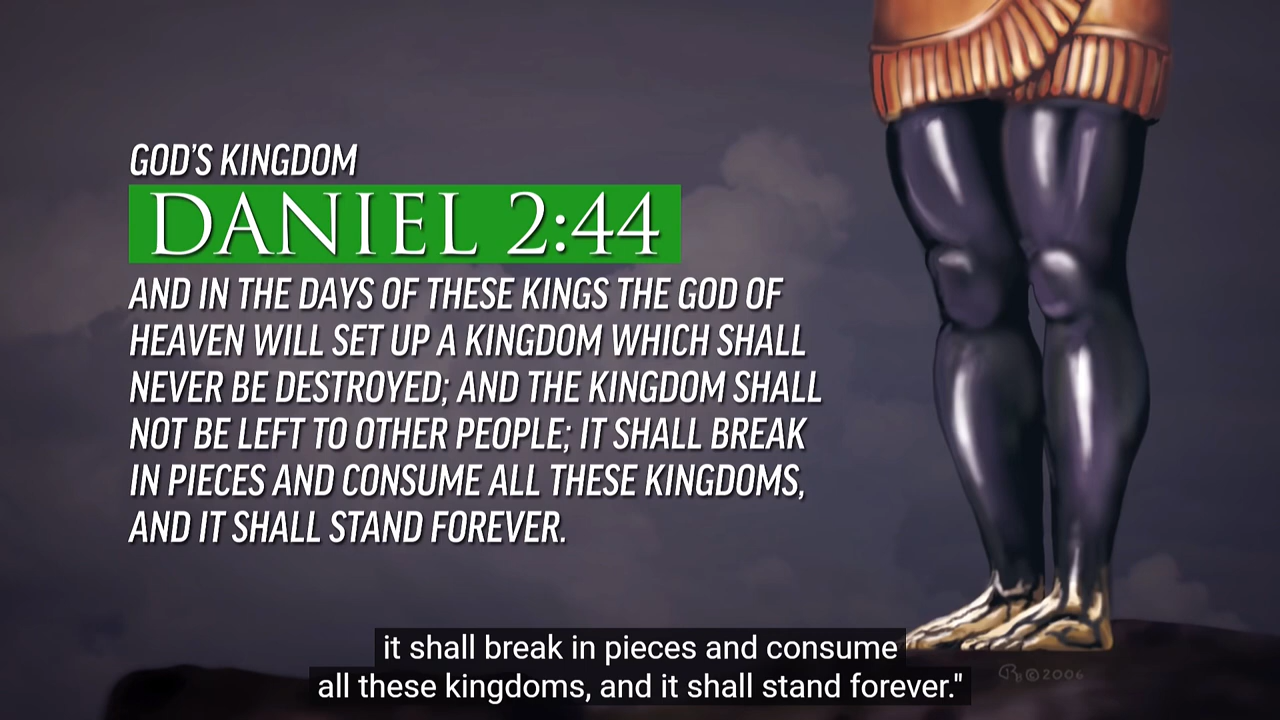 GOD'S KINGDOM
DANIEL 2:44
AND IN THE DAYS OF THESE KINGS THE GOD OF
HEAVEN WILL SET UP A KINGDOM WHICH SHALL
NEVER BE DESTROYED; AND THE KINGDOM SHALL
NOT BE LEFT TO OTHER PEOPLE; IT SHALL BREAK
IN PIECES AND CONSUME ALL THESE KINGDOMS,
AND IT SHALL STAND FOREVER.
it shall break in pieces and consume
all these kingdoms, and it shall stand forever."
©2006